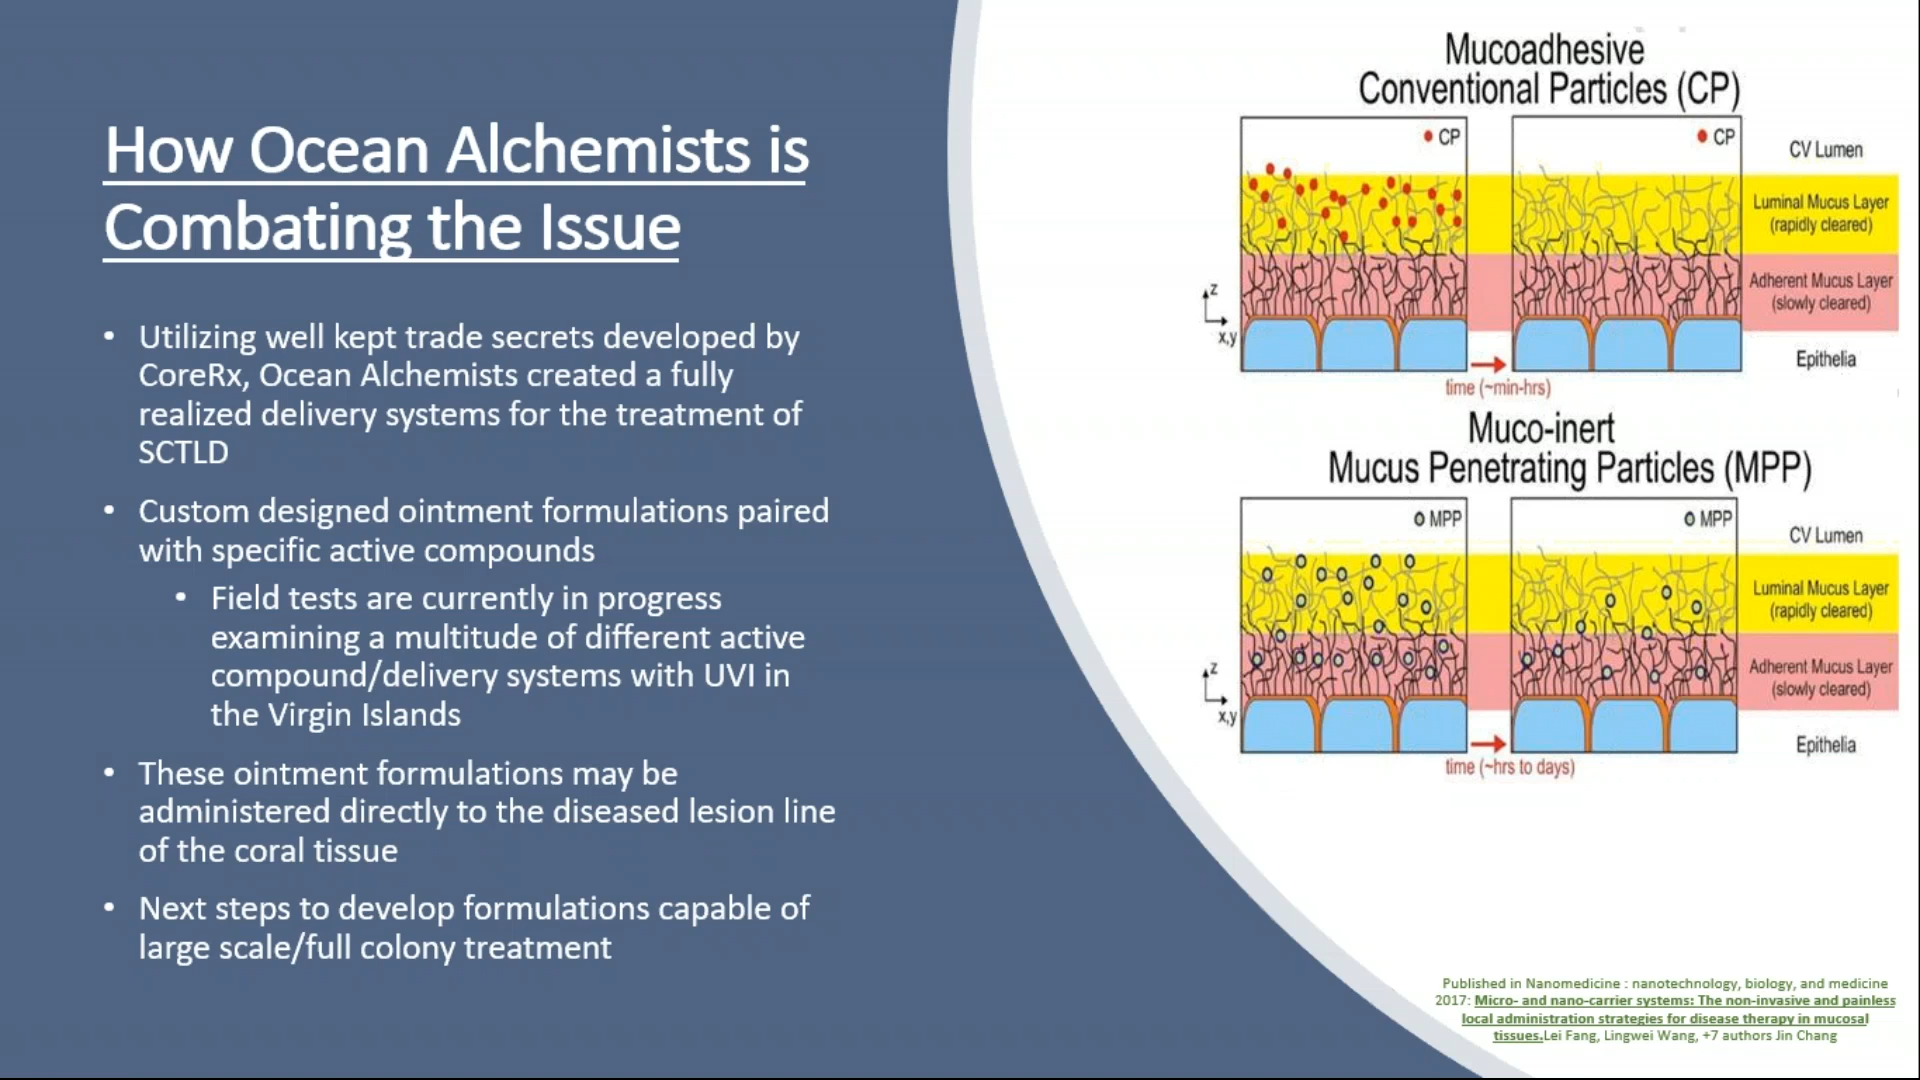 How Ocean Alchemists is
Combating the Issue
• Utilizing well kept trade secrets developed by
CoreRx, Ocean Alchemists created a fully
realized delivery systems for the treatment of
SCTLD
• Custom designed ointment formulations paired
with specific active compounds
• Field tests are currently in progress
examining a multitude of different active
compound/delivery systems with UVI in
the Virgin Islands
• These ointment formulations may be
administered directly to the diseased lesion line
of the coral tissue
• Next steps to develop formulations capable of
large scale/full colony treatment
Mucoadhesive
Conventional Particles (CP)
CP
CP
CV Lumen
Luminal Mucus Layer
(rapidly cleared)
Adherent Mucus Layer
(slowly cleared)
Epithelia
z
x,y
time (~min-hrs)
Muco-inert
Mucus Penetrating Particles (MPP)
MPP
MPP
CV Lumen
Luminal Mucus Layer
(rapidly cleared)
Adherent Mucus Layer
(slowly cleared)
Epithelia
z
x,y
time (~hrs to days)
Published in Nanomedicine : nanotechnology, biology, and medicine
2017: Micro- and nano-carrier systems: The non-invasive and painless
local administration strategies for disease therapy in mucosal
tissues.Lei Fang, Lingwei Wang, +7 authors Jin Chang